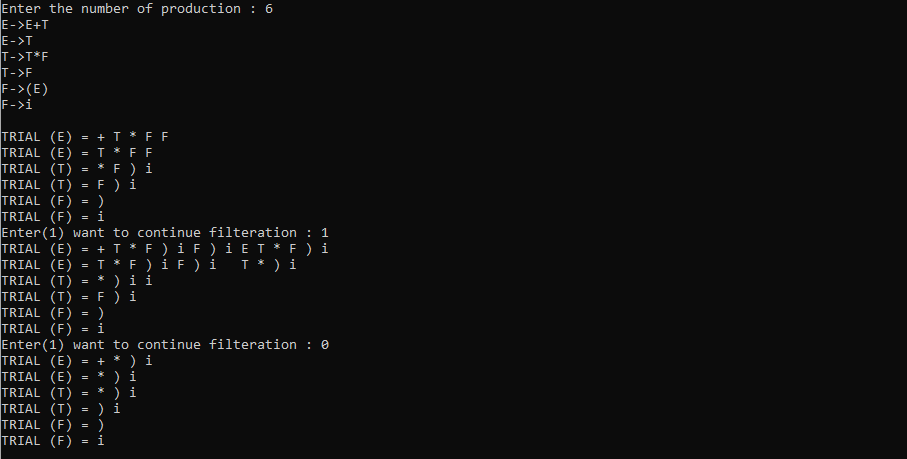 Enter the number of production : 6
E->E+T
E->T
T->T*F
T->F
F->(E)
F->i
TRIAL (E) = + T * F F
TRIAL (E) = T * F F
TRIAL (T) = * F ) i
TRIAL (T) = F ) i
TRIAL (F) = )
TRIAL (F) = i
Enter(1) want to continue filteration : 1
TRIAL (E) = + T * F ) i F ) i E T * F ) i
TRIAL (E) = T * F ) i F ) i   T * ) i
TRIAL (T) = * ) i i
TRIAL (T) = F ) i
TRIAL (F) = )
TRIAL (F) = i
Enter(1) want to continue filteration : 0
TRIAL (E) = + * ) i
TRIAL (E) = * ) i
TRIAL (T) = * ) i
TRIAL (T) = ) i
TRIAL (F) = )
TRIAL (F) = i